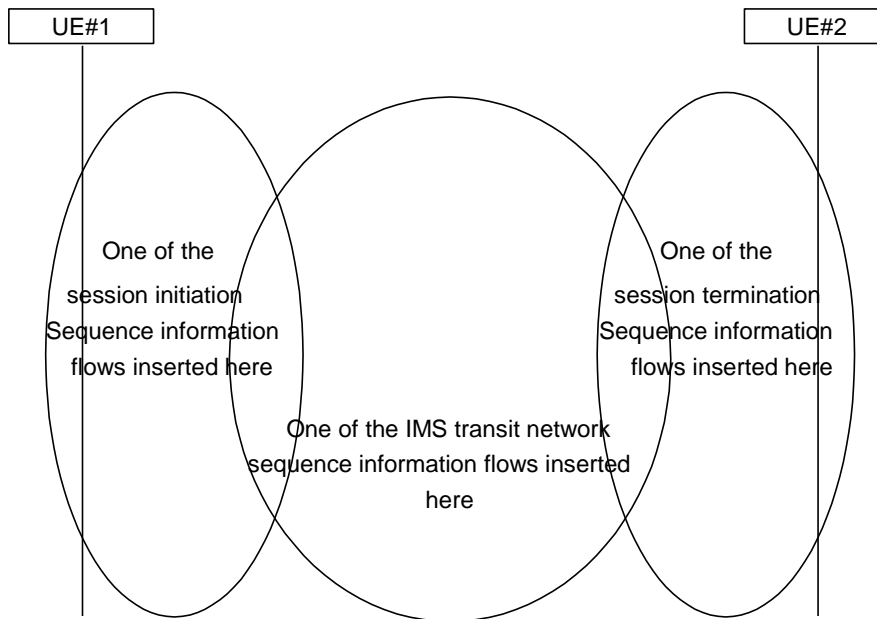 UE#1
UE#2
One of the
session initiation
Sequence information
flows inserted here
One of the
session termination
Sequence information
flows inserted here
One of the IMS transit network
sequence information flows inserted
here